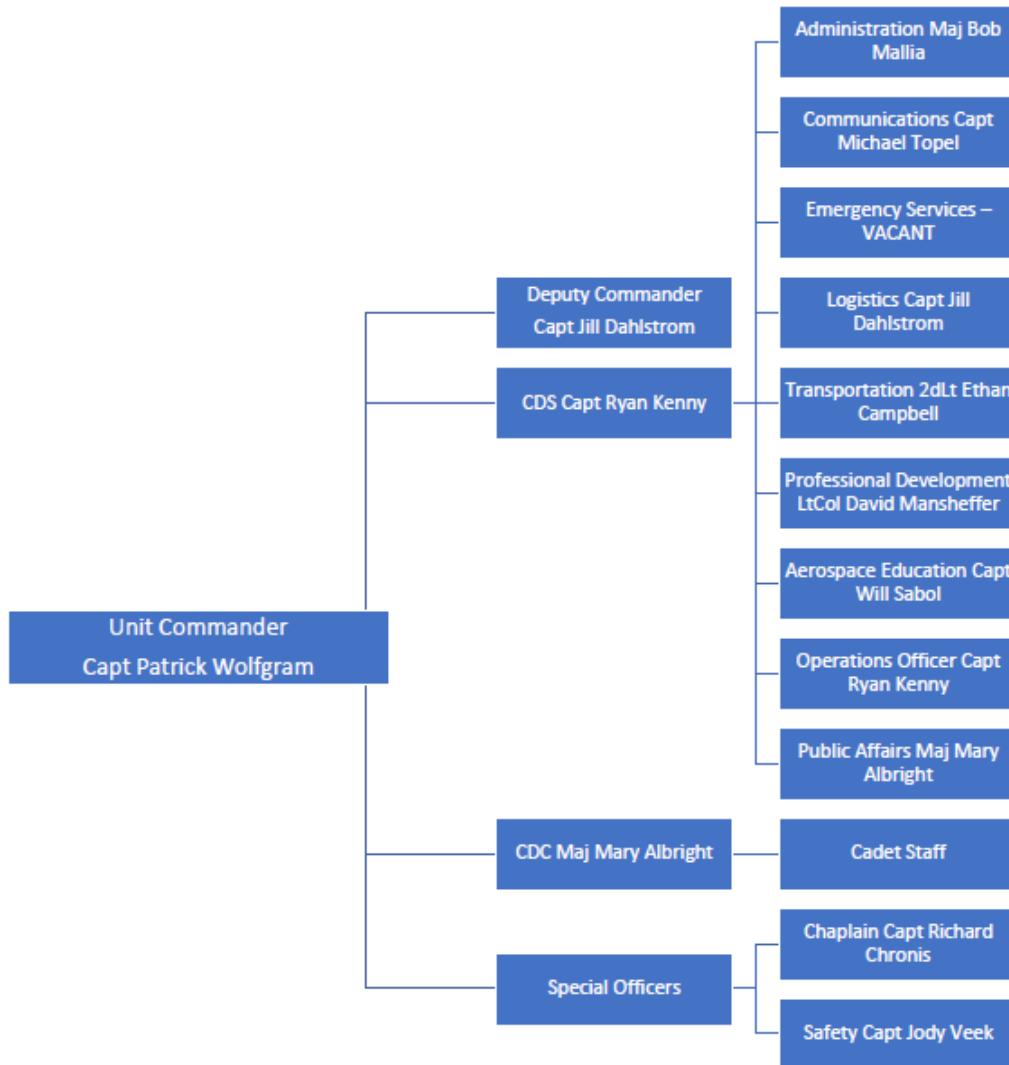 Administration Maj Bob
Mallia
Communications Capt
Michael Topel
Emergency Services –
VACANT
Deputy Commander
Capt Jill Dahlstrom
Logistics Capt Jill
Dahlstrom
CDS Capt Ryan Kenny
Transportation 2dLt Ethan
Campbell
Professional Development
LtCol David Mansheffer
Aerospace Education Capt
Will Sabol
Unit Commander
Capt Patrick Wolfgram
Operations Officer Capt
Ryan Kenny
Public Affairs Maj Mary
Albright
CDC Maj Mary Albright
Cadet Staff
Chaplain Capt Richard
Chronis
Special Officers
Safety Capt Jody Veek